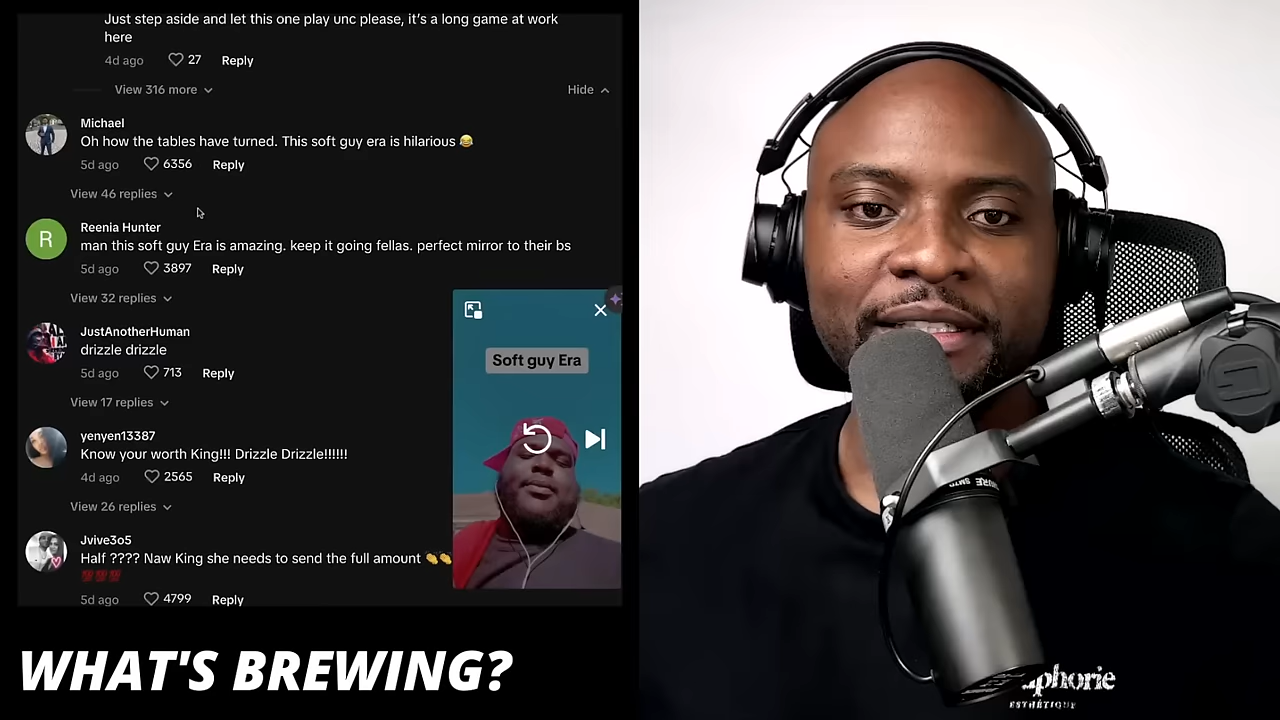 Just step aside and let this one play unc please, it's a long game at work
here
4d ago 27 Reply
View 316 more Hide
Michael
Oh how the tables have turned. This soft guy era is hilarious 😂
5d ago 6356 Reply
View 46 replies
R
Reenia Hunter
man this soft guy Era is amazing. keep it going fellas. perfect mirror to their bs
5d ago 3897 Reply
View 32 replies
JustAnotherHuman
drizzle drizzle
5d ago 713 Reply
View 17 replies
yenyen13387
Know your worth King!!! Drizzle Drizzle!!!!!!
4d ago 2565 Reply
View 26 replies
Jvive3o5
Half ???? Naw King she needs to send the full amount 👏👏
💯💯💯
5d ago 4799 Reply
Soft guy Era
WHAT'S BREWING?
SM7B
ESTHÉTIQUE